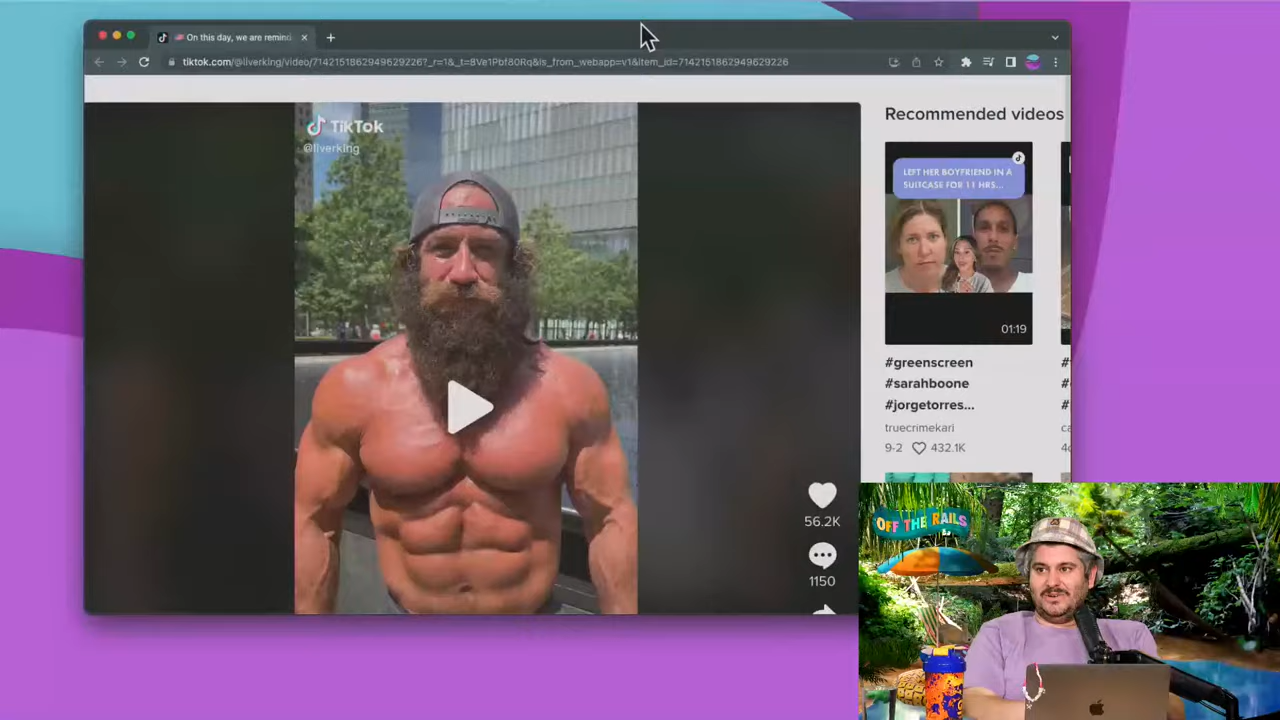 On this day, we are remind
tiktok.com/@liverking/video/7142151862949629226?_r=1&_t=8Ve1Pbf80Rq&is_from_webapp=v1&item_id=7142151862949629226
TikTok
@liverking
Recommended videos
LEFT HER BOYFRIEND IN A
SUITCASE FOR 11 HRS...
01:19
#greenscreen
#sarahboone
#jorgetorres...
truecrimekari
9-2 432.1K
#
#
#
ca
4
56.2K
1150
OFF THE RAILS